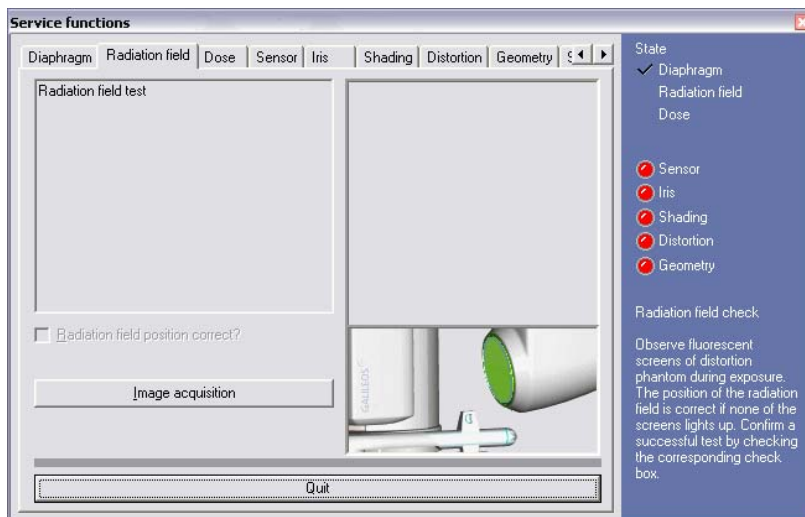 Service functions
Diaphragm Radiation field Dose Sensor Iris Shading Distortion Geometry
Radiation field test
Radiation field position correct?
Image acquisition
GALILEOS
Quit
State
Diaphragm
Radiation field
Dose
Sensor
Iris
Shading
Distortion
Geometry
Radiation field check
Observe fluorescent
screens of distortion
phantom during exposure.
The position of the radiation
field is correct if none of the
screens lights up. Confirm a
successful test by checking
the corresponding check
box.